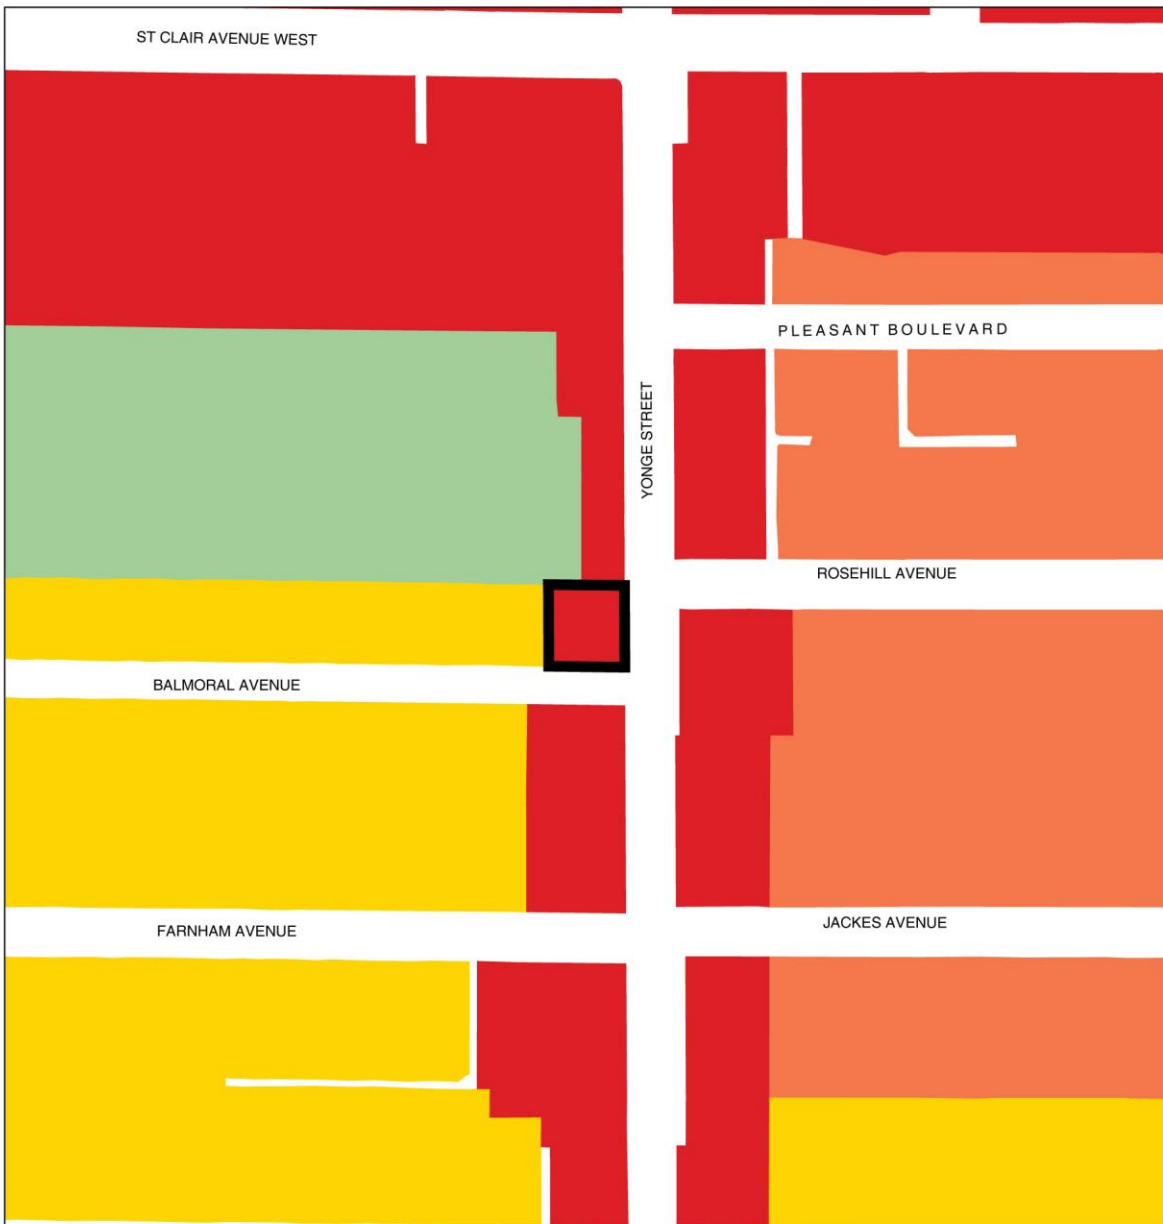 ST CLAIR AVENUE WEST
PLEASANT BOULEVARD
YONGE STREET
ROSEHILL AVENUE
BALMORAL AVENUE
FARNHAM AVENUE
JACKES AVENUE